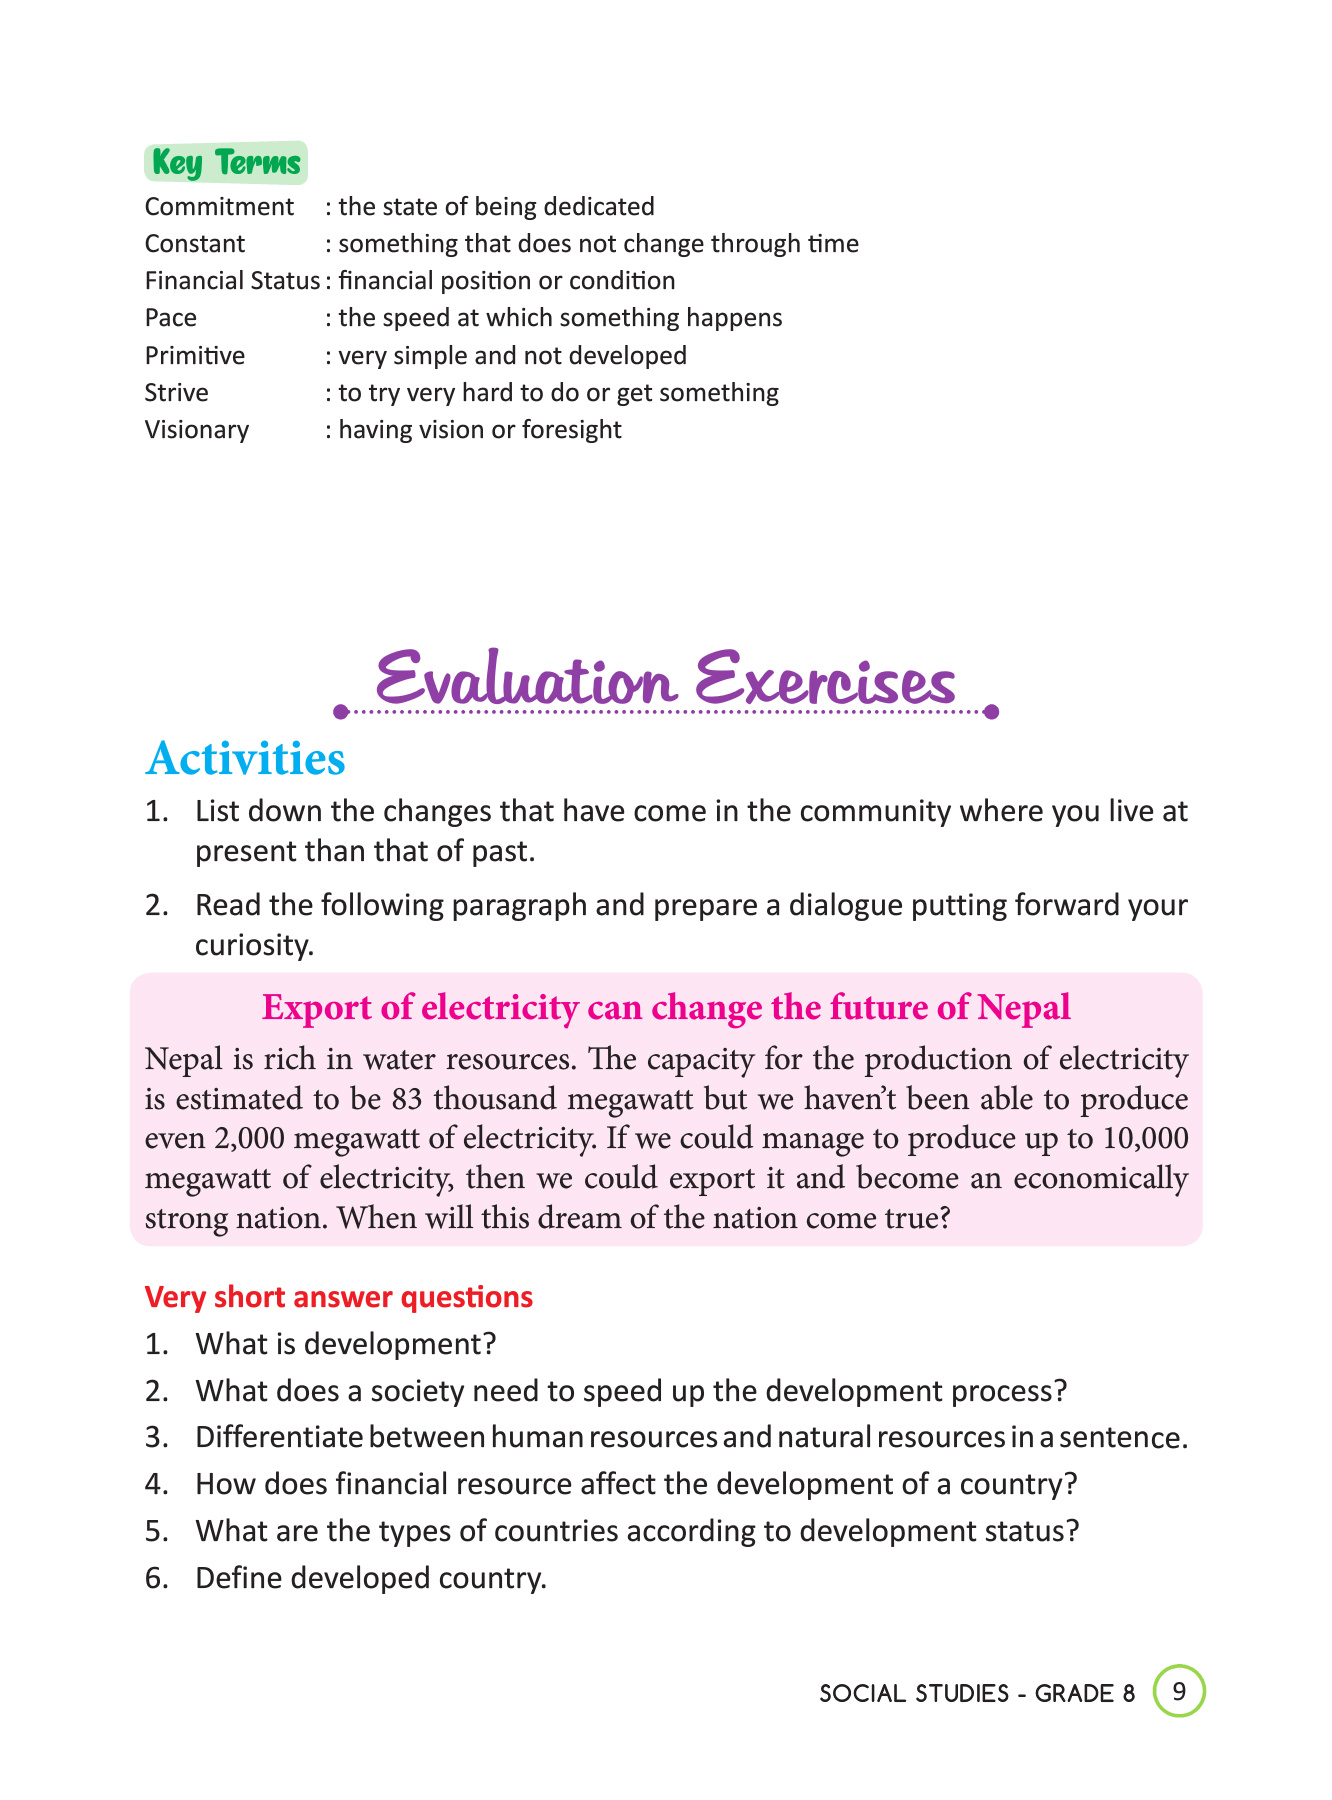 Key Terms
Commitment : the state of being dedicated
Constant : something that does not change through time
Financial Status : financial position or condition
Pace : the speed at which something happens
Primitive : very simple and not developed
Strive : to try very hard to do or get something
Visionary : having vision or foresight
Evaluation Exercises
Activities
1. List down the changes that have come in the community where you live at
present than that of past.
2. Read the following paragraph and prepare a dialogue putting forward your
curiosity.
Export of electricity can change the future of Nepal
Nepal is rich in water resources. The capacity for the production of electricity
is estimated to be 83 thousand megawatt but we haven’t been able to produce
even 2,000 megawatt of electricity. If we could manage to produce up to 10,000
megawatt of electricity, then we could export it and become an economically
strong nation. When will this dream of the nation come true?
Very short answer questions
1. What is development?
2. What does a society need to speed up the development process?
3. Differentiate between human resources and natural resources in a sentence.
4. How does financial resource affect the development of a country?
5. What are the types of countries according to development status?
6. Define developed country.
SOCIAL STUDIES - GRADE 8 9